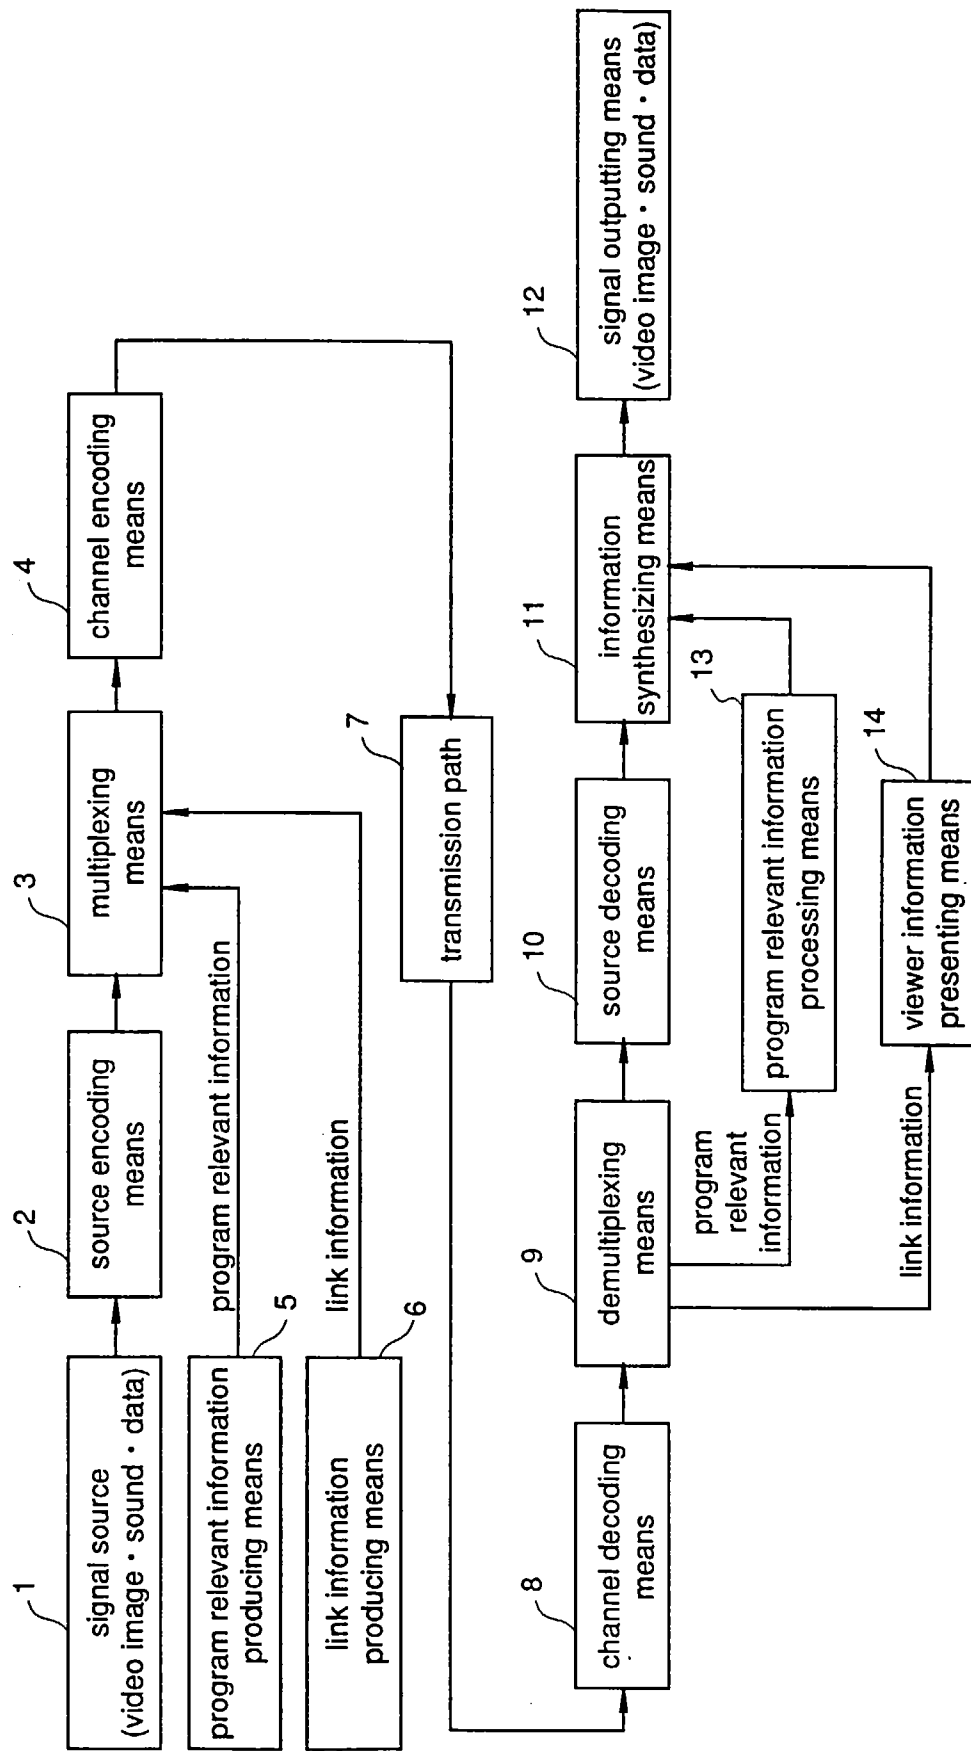 1
signal source
(video image・sound・data)
2
source encoding
means
3
multiplexing
means
4
channel encoding
means
program relevant information
producing means
5
program relevant information
link information
producing means
6
link information
7
transmission path
8
channel decoding
means
9
demultiplexing
means
10
source decoding
means
11
information
synthesizing means
12
signal outputting means
(video image・sound・data)
program
relevant
information
13
program relevant information
processing means
link information
14
viewer information
presenting means